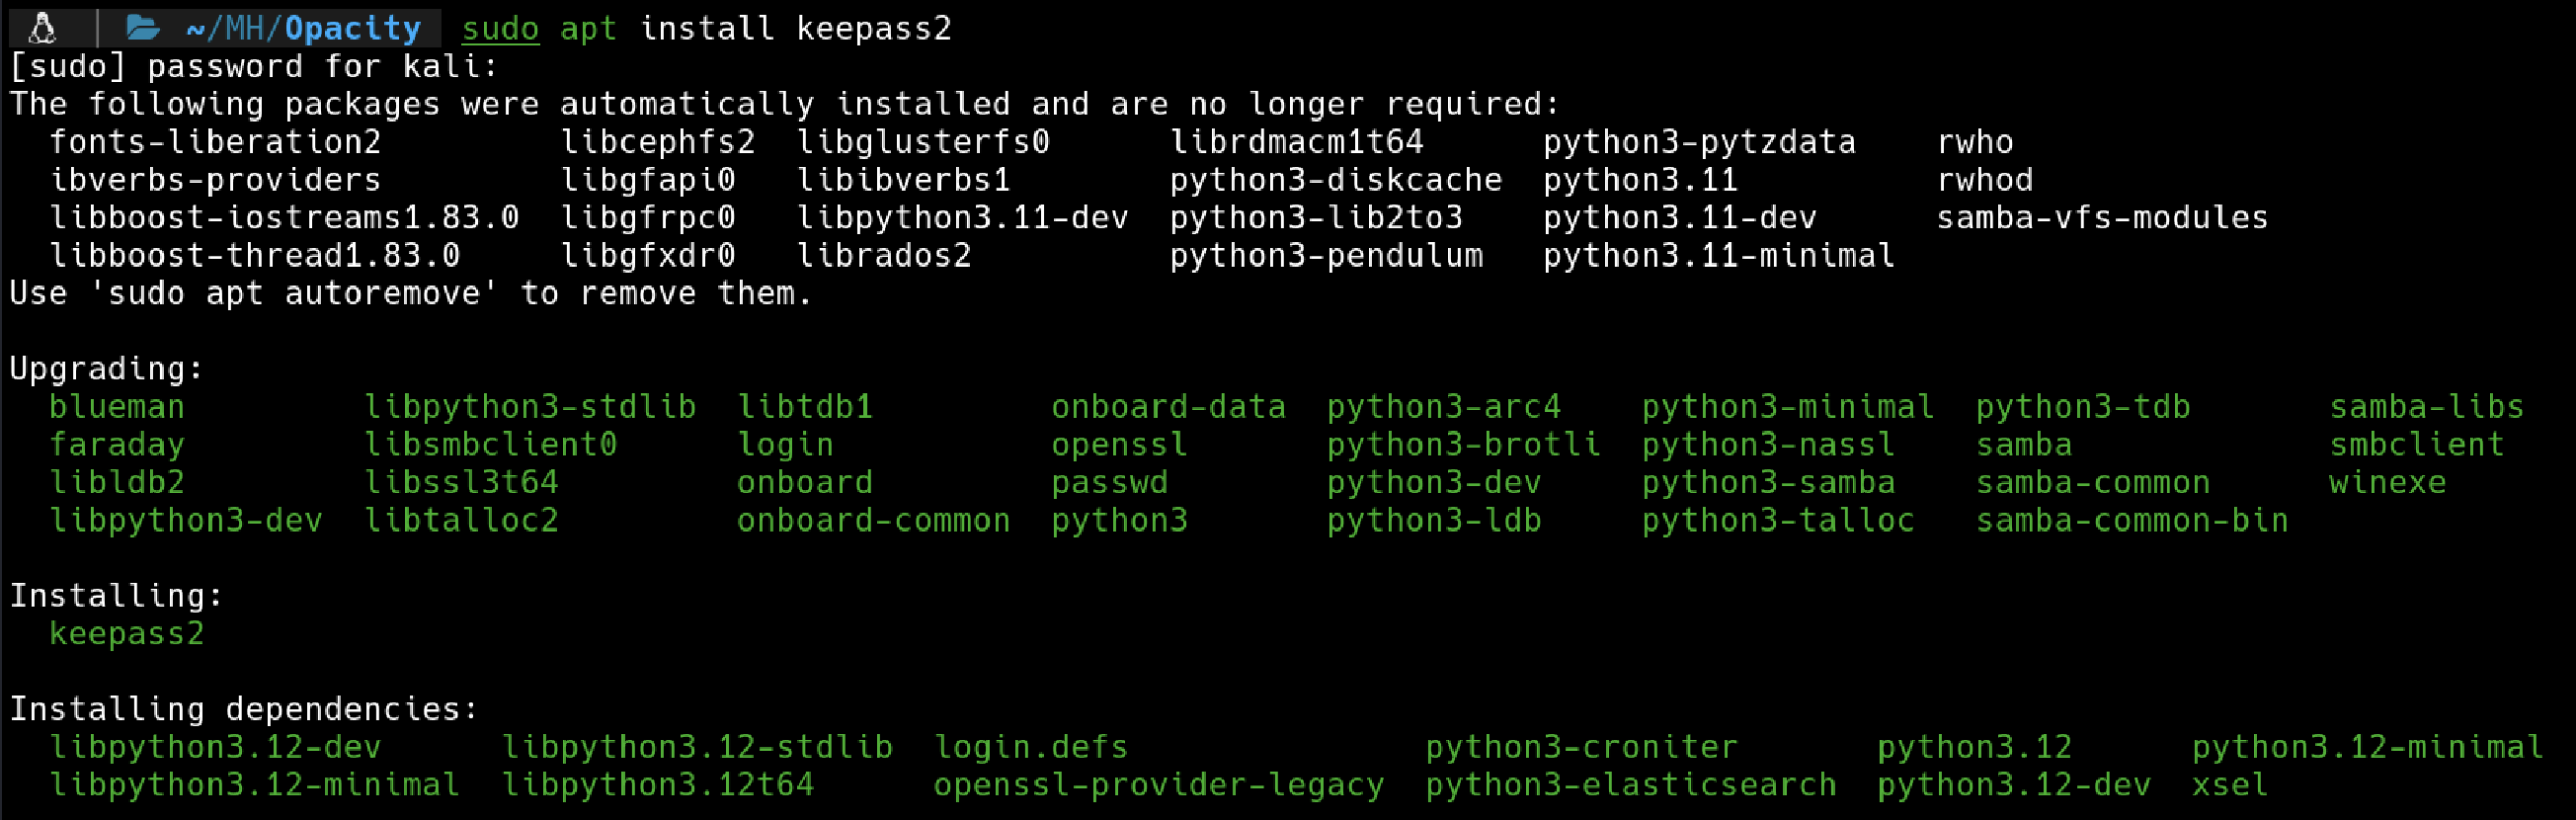 ~/MH/Opacity sudo apt install keepass2
[sudo] password for kali:
The following packages were automatically installed and are no longer required:
fonts-liberation2 libcephfs2 libglusterfs0 librdmacm1t64 python3-pytzdata rwho
ibverbs-providers libgfapi0 libibverbs1 python3-diskcache python3.11 rwhod
libboost-iostreams1.83.0 libgfrpc0 libpython3.11-dev python3-lib2to3 python3.11-dev samba-vfs-modules
libboost-thread1.83.0 libgfxdr0 librados2 python3-pendulum python3.11-minimal
Use 'sudo apt autoremove' to remove them.
Upgrading:
blueman libpython3-stdlib libtdb1 onboard-data python3-arc4 python3-minimal python3-tdb samba-libs
faraday libsmbclient0 login openssl python3-brotli python3-nassl samba smbclient
libldb2 libssl3t64 onboard passwd python3-dev python3-samba samba-common winexe
libpython3-dev libtalloc2 onboard-common python3 python3-ldb python3-talloc samba-common-bin
Installing:
keepass2
Installing dependencies:
libpython3.12-dev libpython3.12-stdlib login.defs python3-croniter python3.12 python3.12-minimal
libpython3.12-minimal libpython3.12t64 openssl-provider-legacy python3-elasticsearch python3.12-dev xsel